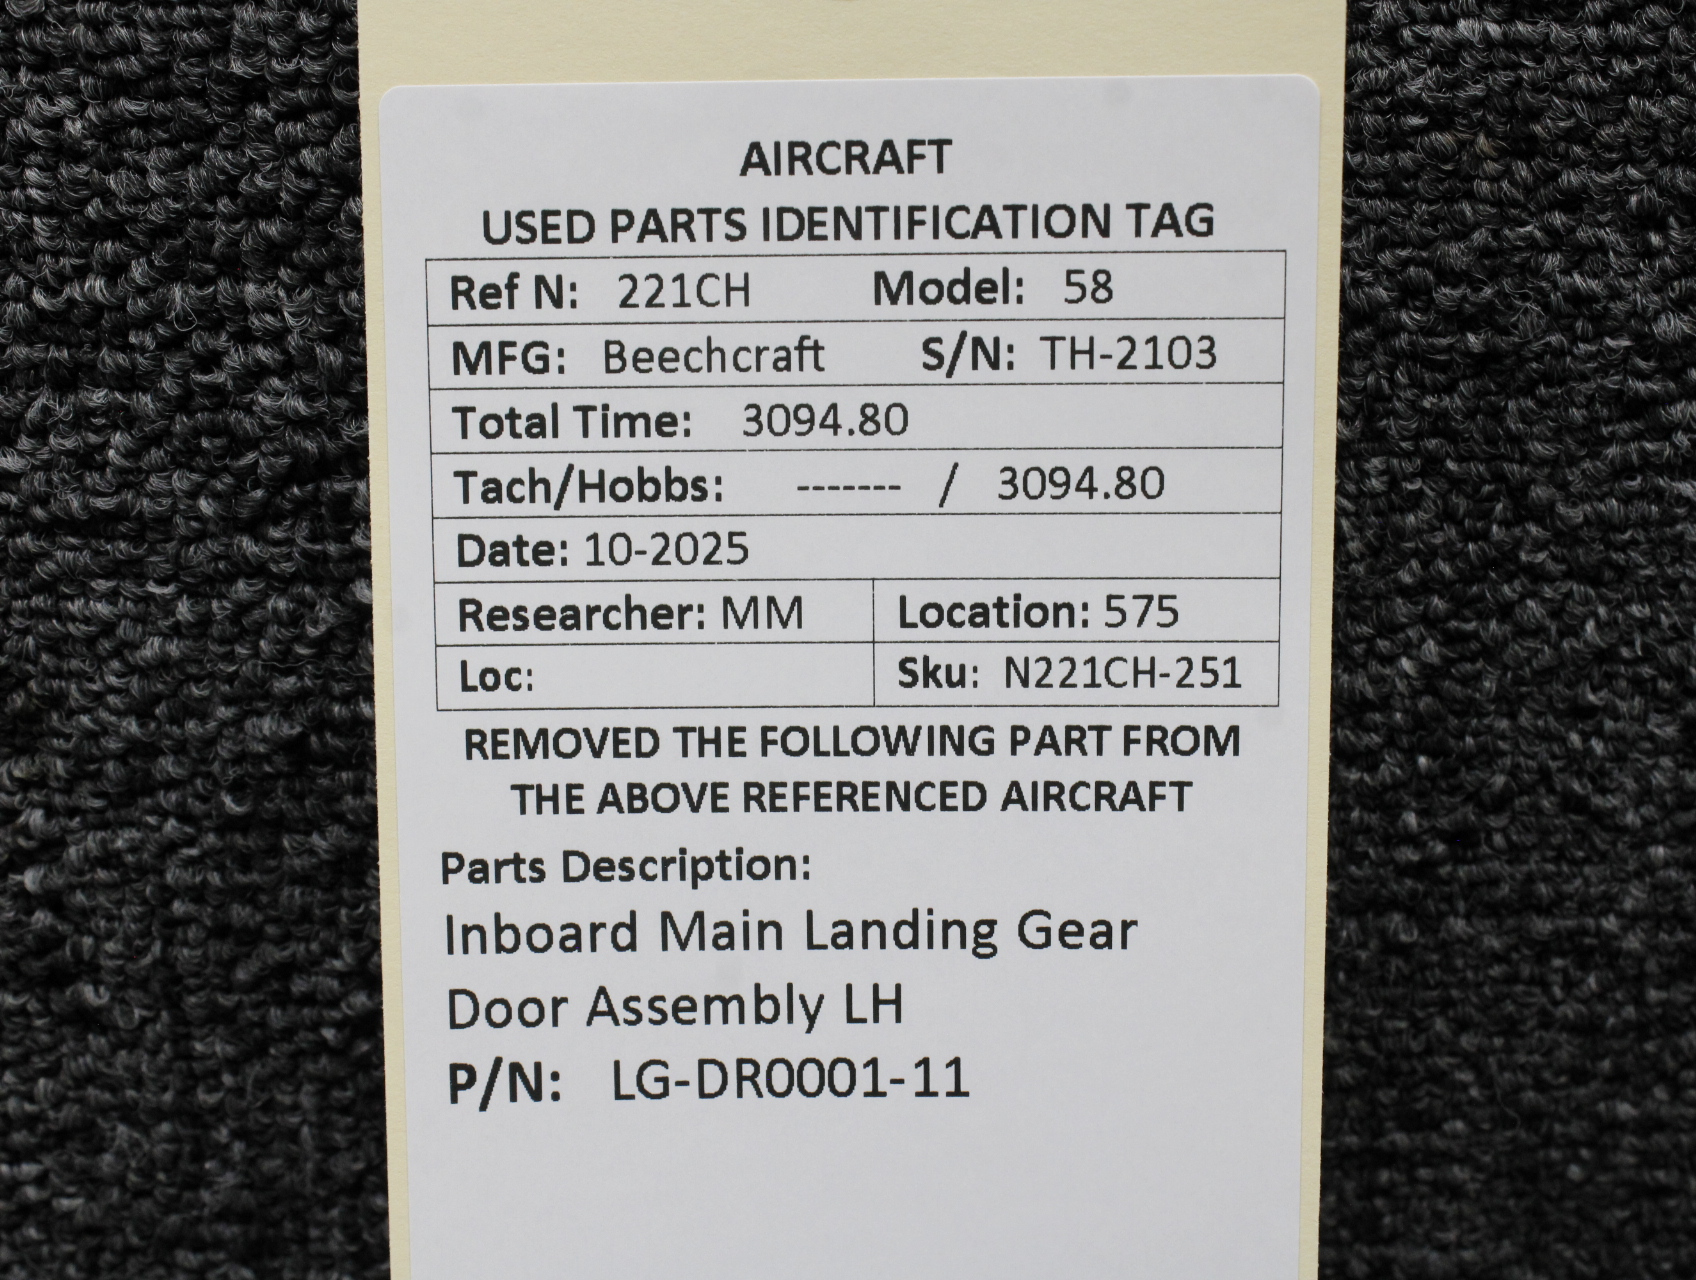 AIRCRAFT
USED PARTS IDENTIFICATION TAG
Ref N: 221CH Model: 58
MFG: Beechcraft S/N: TH-2103
Total Time: 3094.80
Tach/Hobbs: ------- / 3094.80
Date: 10-2025
Researcher: MM Location: 575
Loc: Sku: N221CH-251
REMOVED THE FOLLOWING PART FROM
THE ABOVE REFERENCED AIRCRAFT
Parts Description:
Inboard Main Landing Gear
Door Assembly LH
P/N: LG-DR0001-11